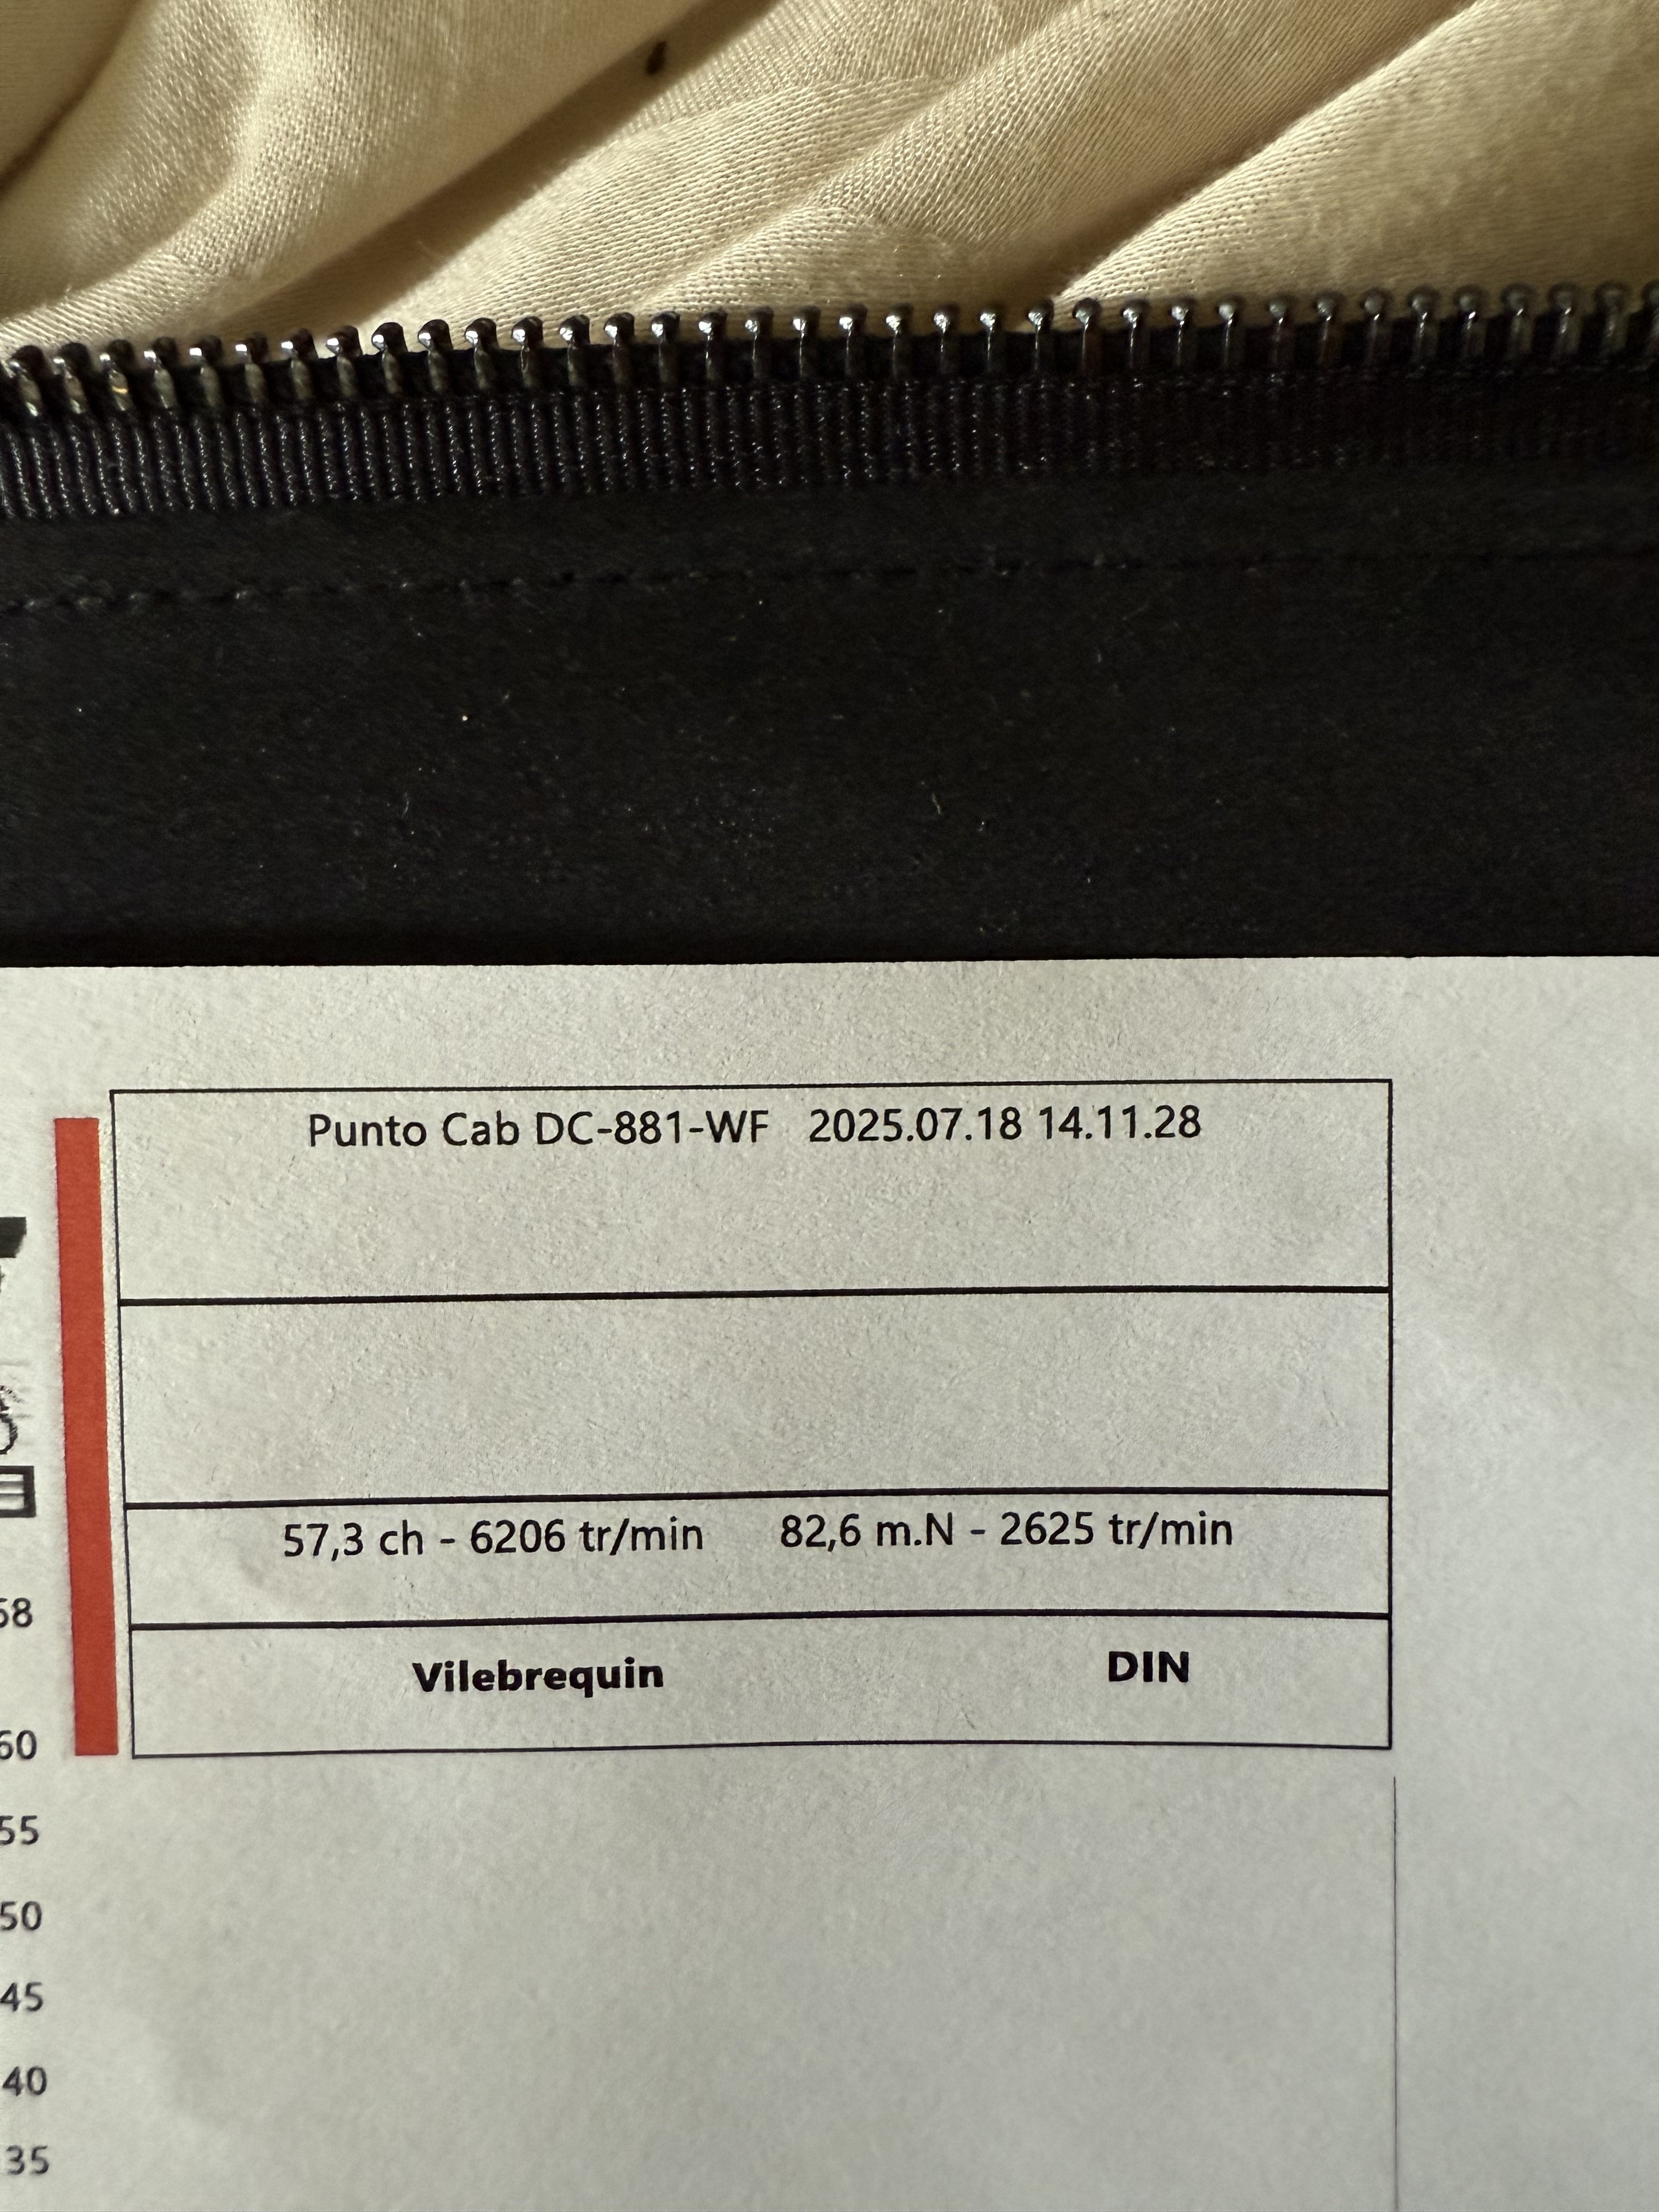 Punto Cab DC-881-WF 2025.07.18 14.11.28
57,3 ch - 6206 tr/min 82,6 m.N - 2625 tr/min
Vilebrequin DIN
68
60
55
50
45
40
35